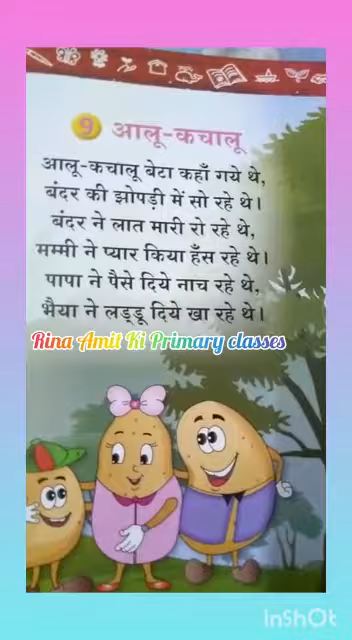 9 आलू-कचालू
आलू-कचालू बेटा कहाँ गये थे,
बंदर की झोपड़ी में सो रहे थे।
बंदर ने लात मारी रो रहे थे,
मम्मी ने प्यार किया हँस रहे थे।
पापा ने पैसे दिये नाच रहे थे,
भैया ने लड्डू दिये खा रहे थे।
Rina Amit Ki Primary classes
InShOt